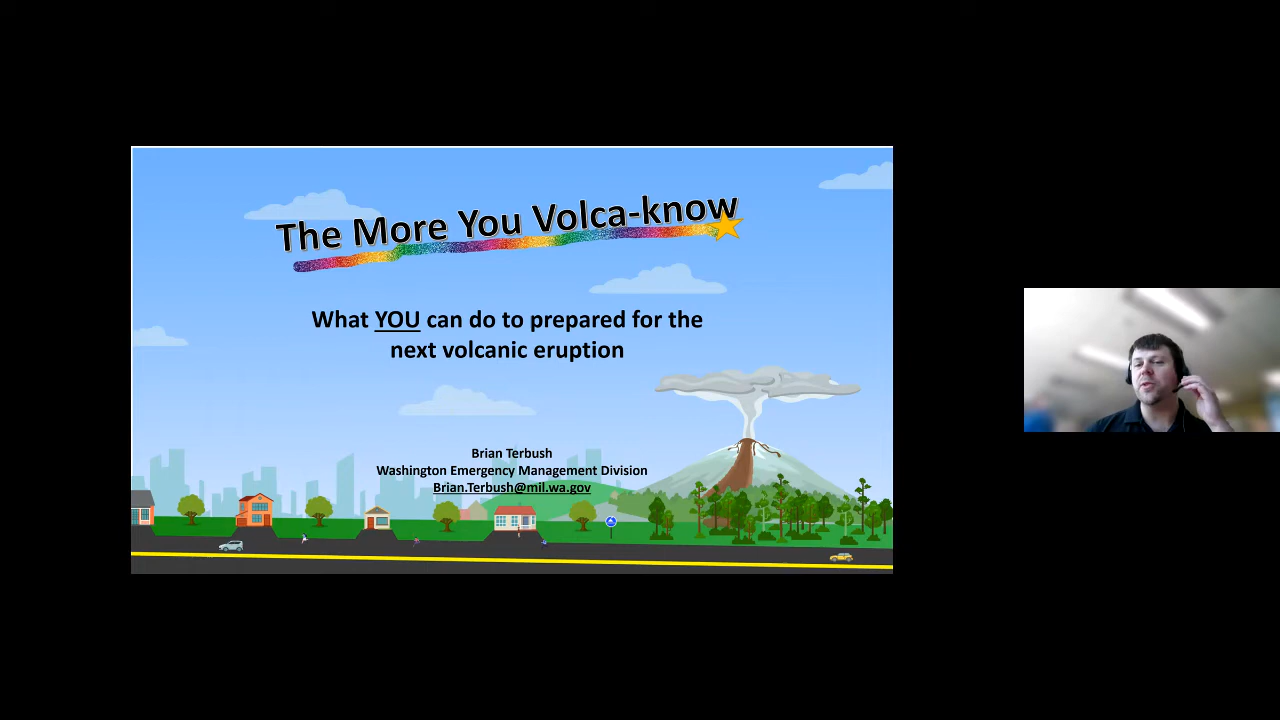 The More You Volca-know
What YOU can do to prepared for the
next volcanic eruption
Brian Terbush
Washington Emergency Management Division
Brian.Terbush@mil.wa.gov